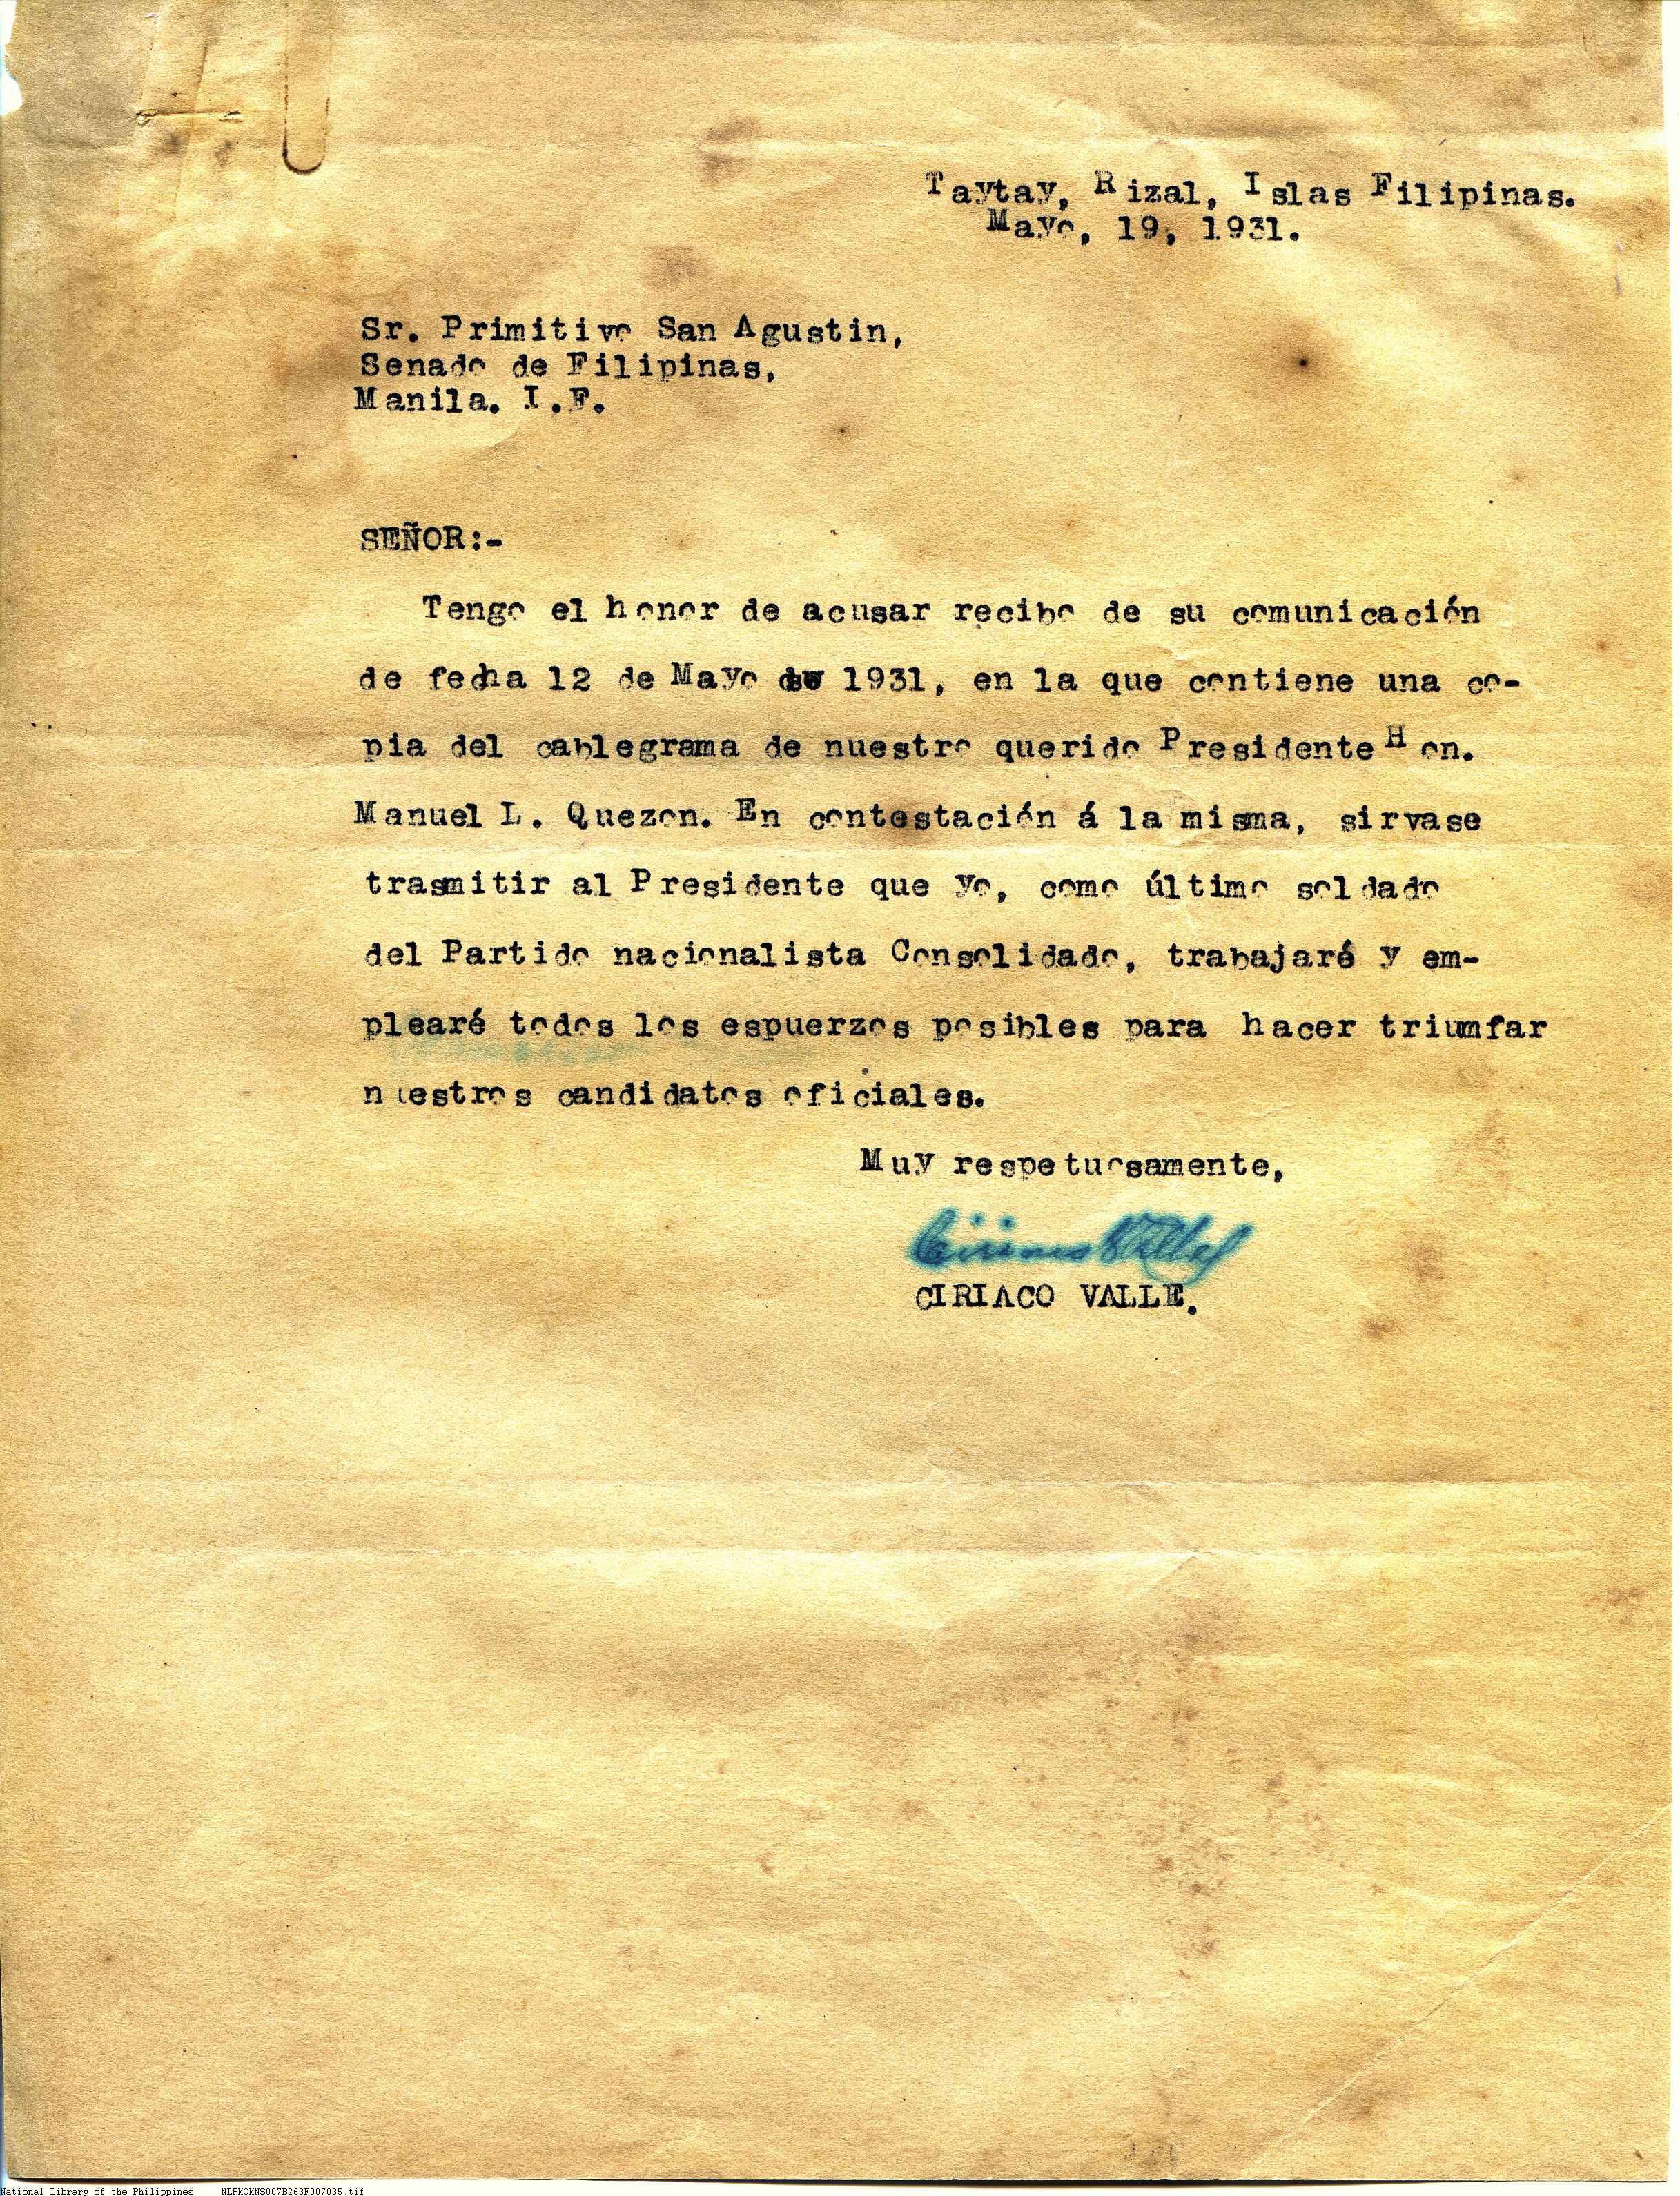 Taytay, Rizal, Islas Filipinas.
Mayo, 19, 1931.
Sr. Primitivo San Agustin,
Senado de Filipinas,
Manila. I.F.
SEÑOR:-
Tengo el honor de acusar recibo de su comunicación
de fecha 12 de Mayo de 1931, en la que contiene una co-
pia del cablegrama de nuestro querido Presidente Hon.
Manuel L. Quezon. En contestación á la misma, sirvase
trasmitir al Presidente que yo, como último soldado
del Partido nacionalista Consolidado, trabajaré y em-
plearé todos los espuerzos posibles para hacer triumfar
nuestros candidatos oficiales.
Muy respetuosamente,
Ciriaco Valle
CIRIACO VALLE.
National Library of the Philippines NLPMQMNS007B263F007035.tif